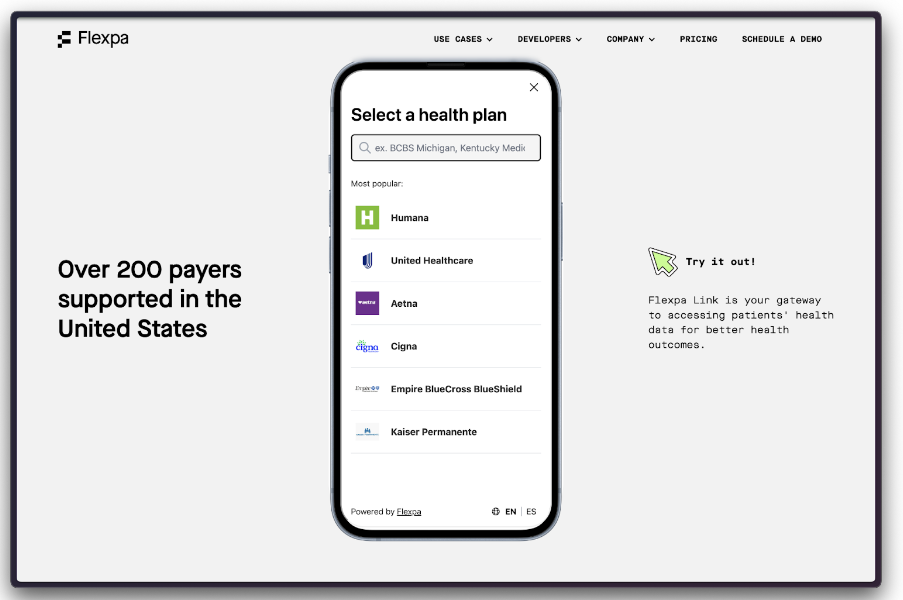 Flexpa
USE CASES
DEVELOPERS
COMPANY
PRICING
SCHEDULE A DEMO
Select a health plan
ex. BCBS Michigan, Kentucky Medic
Most popular:
H
Humana
United Healthcare
aetna
Aetna
cigna
Cigna
Empire
Empire BlueCross BlueShield
Kaiser Permanente
Powered by Flexpa
EN | ES
Over 200 payers
supported in the
United States
Try it out!
Flexpa Link is your gateway
to accessing patients' health
data for better health
outcomes.